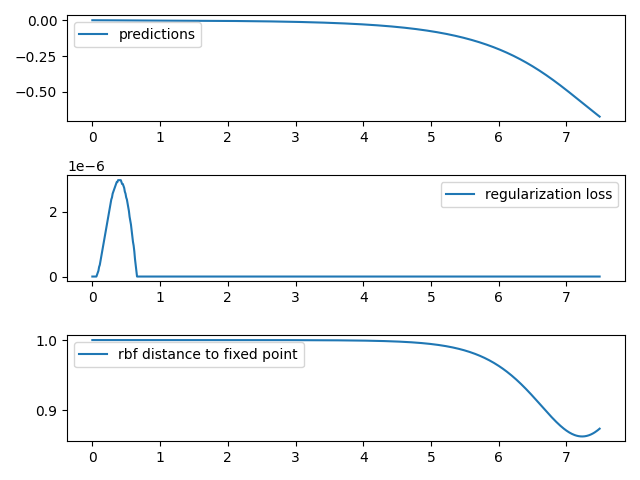 0.00
−0.25
−0.50
predictions
0 1 2 3 4 5 6 7
1e−6
2
0
regularization loss
0 1 2 3 4 5 6 7
1.0
0.9
rbf distance to fixed point
0 1 2 3 4 5 6 7